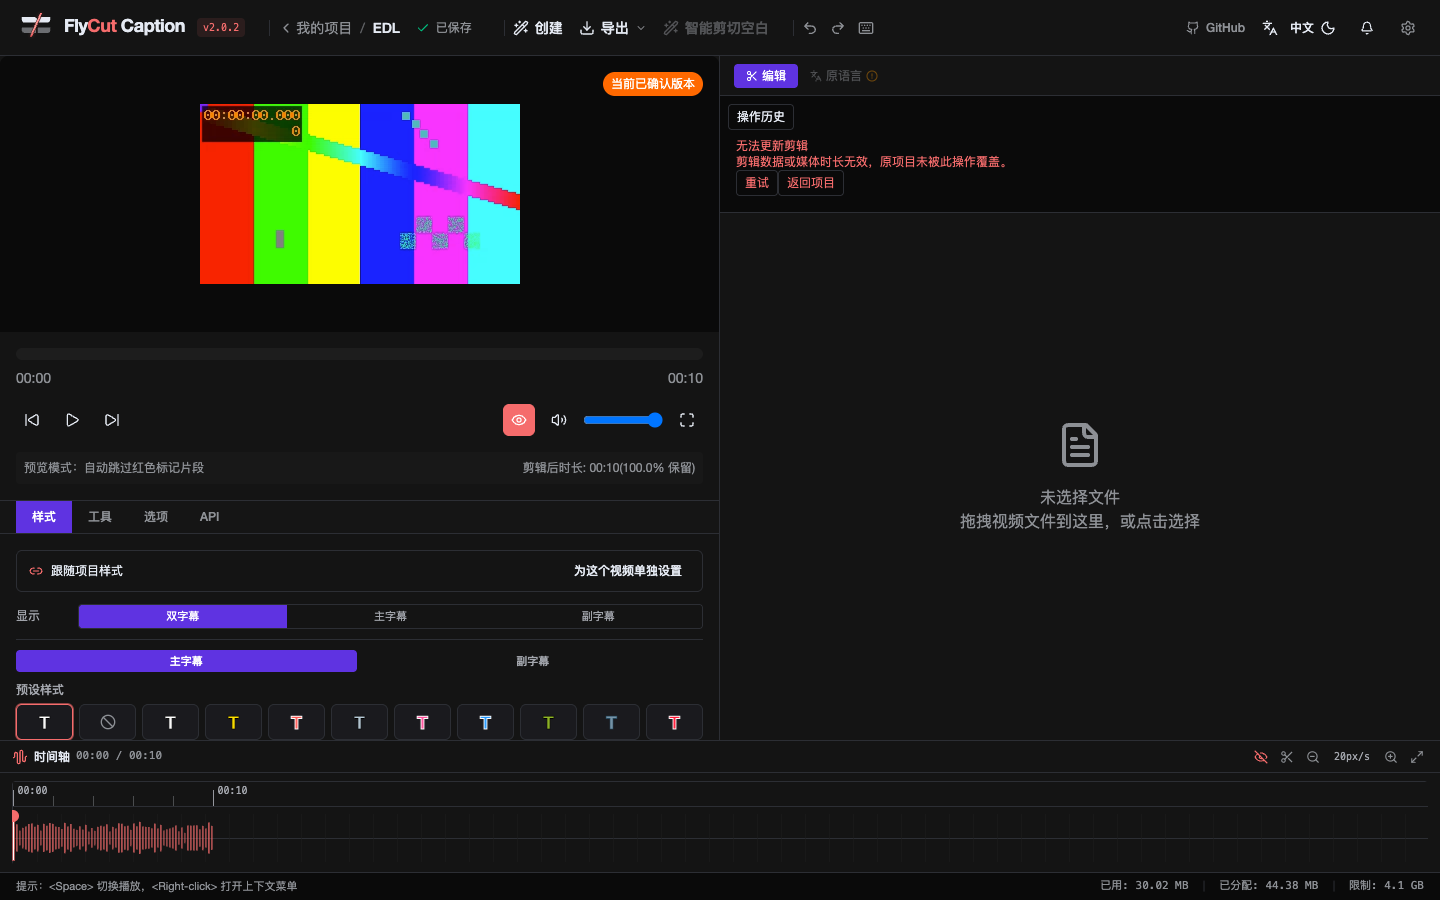 FlyCut Caption v2.0.2 我的项目 / EDL 已保存 创建 导出 智能剪切空白 GitHub 中文
当前已确认版本
00:00:00.000
0
00:00 00:10
预览模式：自动跳过红色标记片段 剪辑后时长: 00:10(100.0% 保留)
样式 工具 选项 API
跟随项目样式 为这个视频单独设置
显示 双字幕 主字幕 副字幕
主字幕 副字幕
预设样式
T T T T T T T T T T
编辑 原语言
操作历史
无法更新剪辑
剪辑数据或媒体时长无效，原项目未被此操作覆盖。
重试 返回项目
未选择文件
拖拽视频文件到这里，或点击选择
时间轴 00:00 / 00:10 20px/s
00:00 00:10
提示：<Space> 切换播放，<Right-click> 打开上下文菜单 已用: 30.02 MB 已分配: 44.38 MB 限制: 4.1 GB